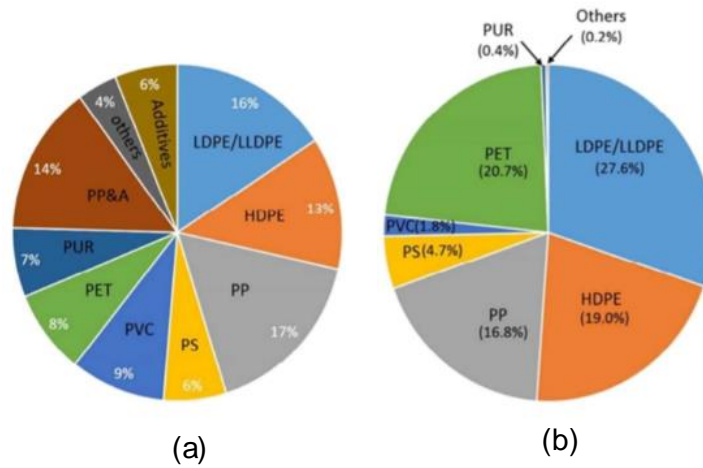 6%
Additives
4%
others
14%
PP&A
7%
PUR
8%
PET
9%
PVC
6%
PS
17%
PP
13%
HDPE
16%
LDPE/LLDPE
(a)
PUR
(0.4%)
Others
(0.2%)
LDPE/LLDPE
(27.6%)
HDPE
(19.0%)
PP
(16.8%)
PS(4.7%)
PVC(1.8%)
PET
(20.7%)
(b)